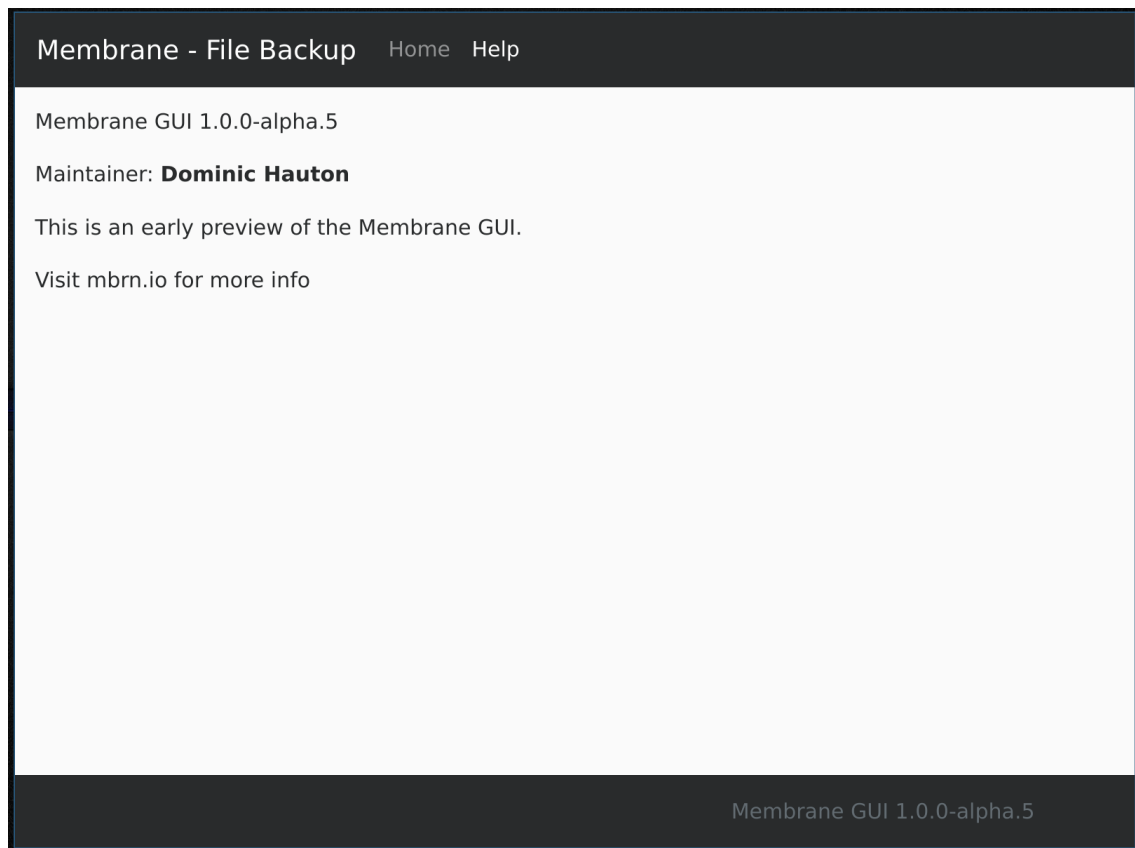 Membrane - File Backup Home Help
Membrane GUI 1.0.0-alpha.5
Maintainer: Dominic Hauton
This is an early preview of the Membrane GUI.
Visit mbrn.io for more info
Membrane GUI 1.0.0-alpha.5